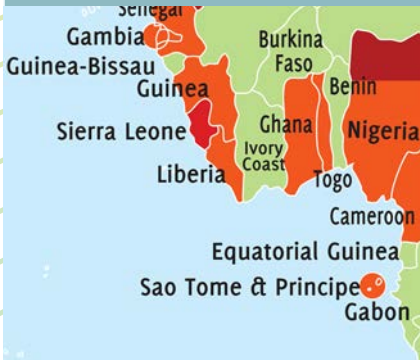 Senegal
Gambia
Guinea-Bissau
Guinea
Burkina
Faso
Benin
Sierra Leone
Ghana
Nigeria
Ivory
Coast
Liberia
Togo
Cameroon
Equatorial Guinea
Sao Tome & Principe
Gabon